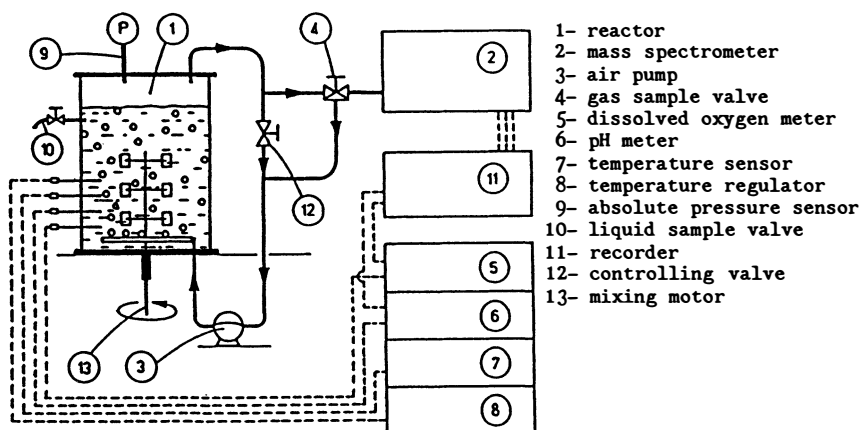 P
1
4
9
2
10
12
11
5
6
7
8
13
3
1- reactor
2- mass spectrometer
3- air pump
4- gas sample valve
5- dissolved oxygen meter
6- pH meter
7- temperature sensor
8- temperature regulator
9- absolute pressure sensor
10- liquid sample valve
11- recorder
12- controlling valve
13- mixing motor